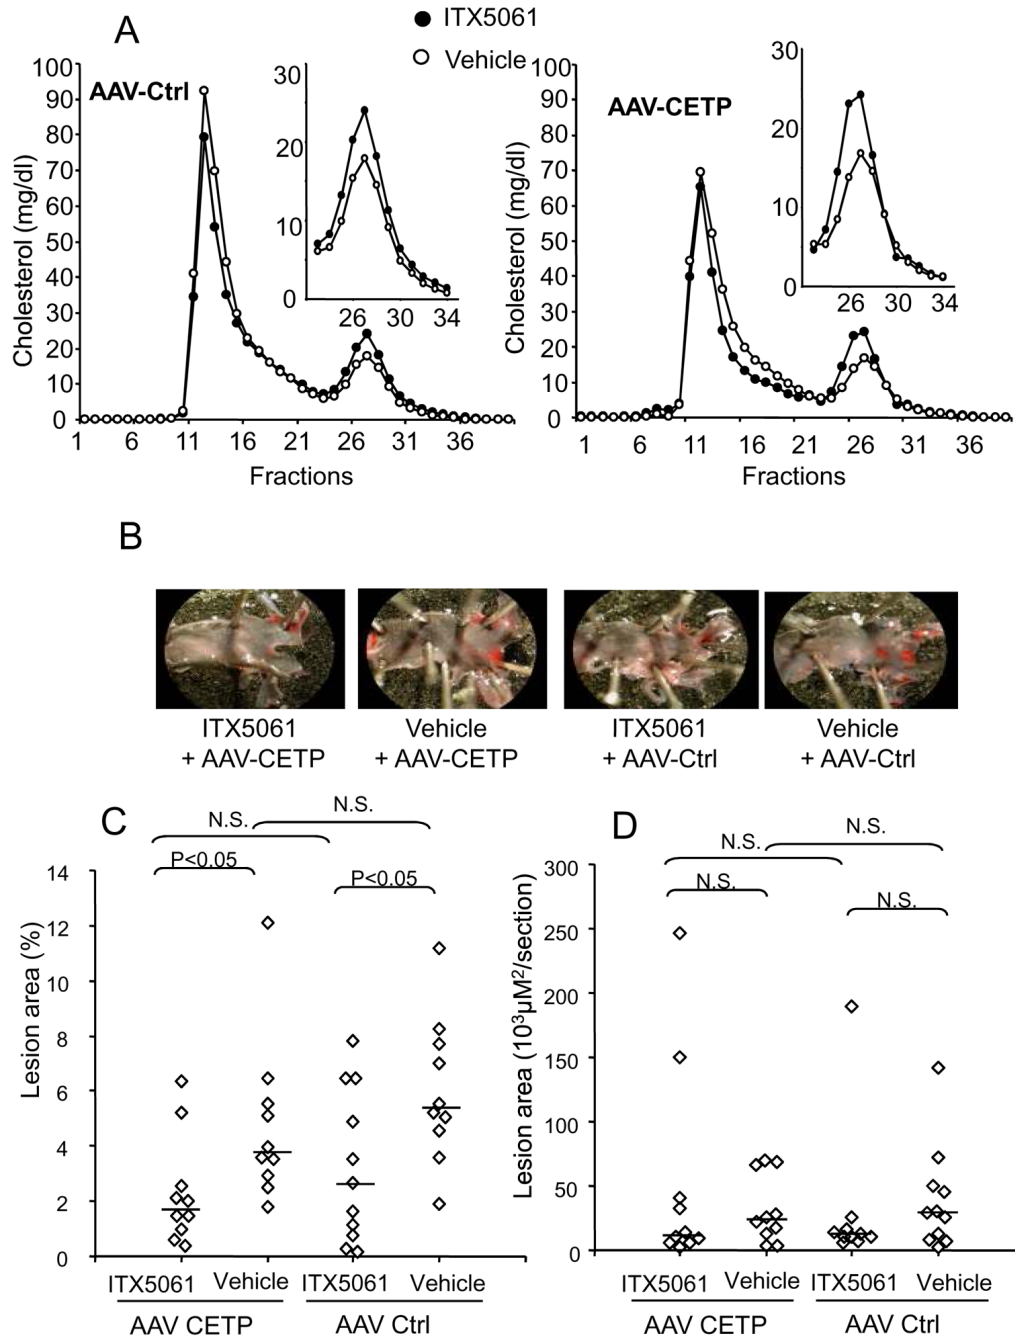 A
ITX5061
Vehicle
AAV-Ctrl
100
90
80
70
60
50
40
30
20
10
0
Cholesterol (mg/dl)
30
20
10
0
26 30 34
1 6 11 16 21 26 31 36
Fractions
AAV-CETP
100
90
80
70
60
50
40
30
20
10
0
Cholesterol (mg/dl)
30
20
10
0
26 30 34
1 6 11 16 21 26 31 36
Fractions
B
ITX5061
+ AAV-CETP
Vehicle
+ AAV-CETP
ITX5061
+ AAV-Ctrl
Vehicle
+ AAV-Ctrl
C
N.S.
N.S.
P<0.05
P<0.05
14
12
10
8
6
4
2
0
Lesion area (%)
ITX5061 Vehicle ITX5061 Vehicle
AAV CETP AAV Ctrl
D
N.S.
N.S.
N.S.
N.S.
300
250
200
150
100
50
0
Lesion area (10³µM²/section)
ITX5061 Vehicle ITX5061 Vehicle
AAV CETP AAV Ctrl